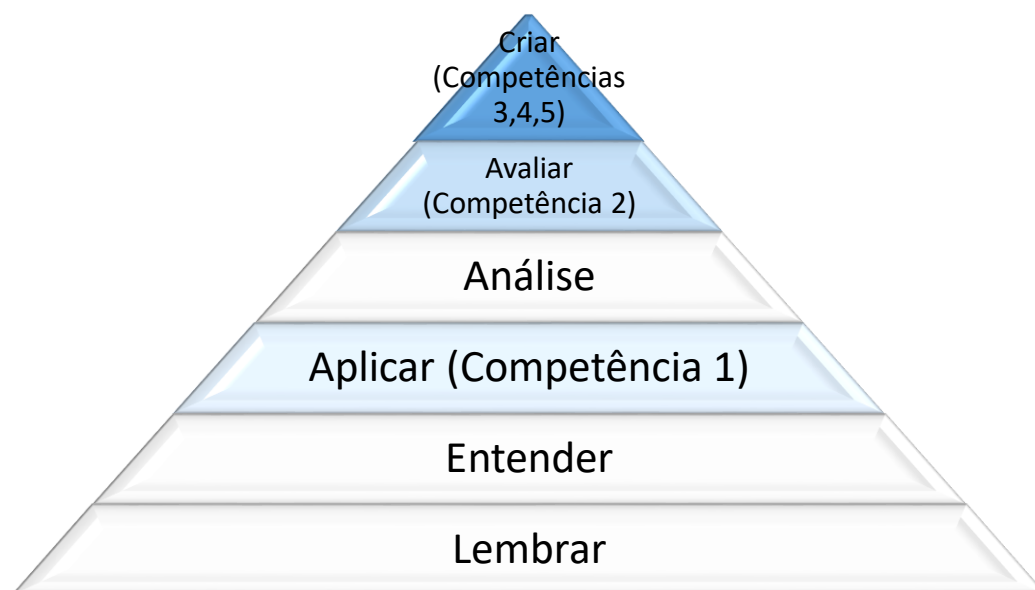 Criar
(Competências
3,4,5)
Avaliar
(Competência 2)
Análise
Aplicar (Competência 1)
Entender
Lembrar